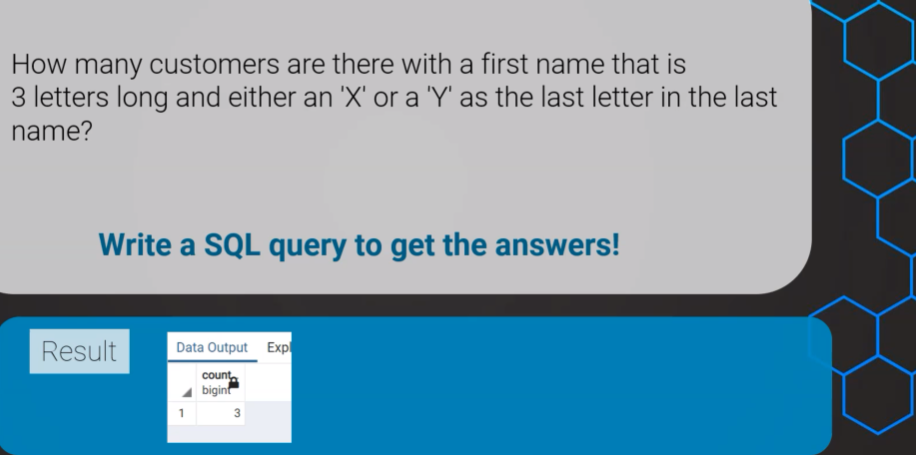 How many customers are there with a first name that is
3 letters long and either an 'X' or a 'Y' as the last letter in the last
name?
Write a SQL query to get the answers!
Result
Data Output Expl
count
bigint
1 3